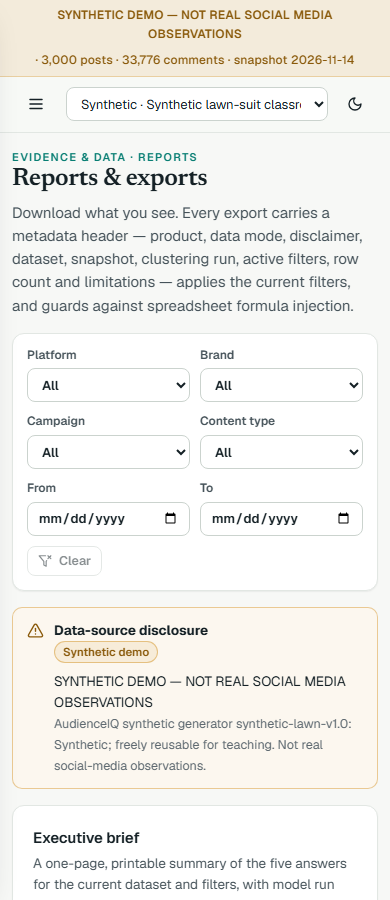 SYNTHETIC DEMO — NOT REAL SOCIAL MEDIA
OBSERVATIONS
· 3,000 posts · 33,776 comments · snapshot 2026-11-14
Synthetic · Synthetic lawn-suit classr
EVIDENCE & DATA · REPORTS
Reports & exports
Download what you see. Every export carries a
metadata header — product, data mode, disclaimer,
dataset, snapshot, clustering run, active filters, row
count and limitations — applies the current filters,
and guards against spreadsheet formula injection.
Platform Brand
All All
Campaign Content type
All All
From To
mm/dd/yyyy mm/dd/yyyy
Clear
Data-source disclosure
Synthetic demo
SYNTHETIC DEMO — NOT REAL SOCIAL MEDIA
OBSERVATIONS
AudienceIQ synthetic generator synthetic-lawn-v1.0:
Synthetic; freely reusable for teaching. Not real
social-media observations.
Executive brief
A one-page, printable summary of the five answers
for the current dataset and filters, with model run